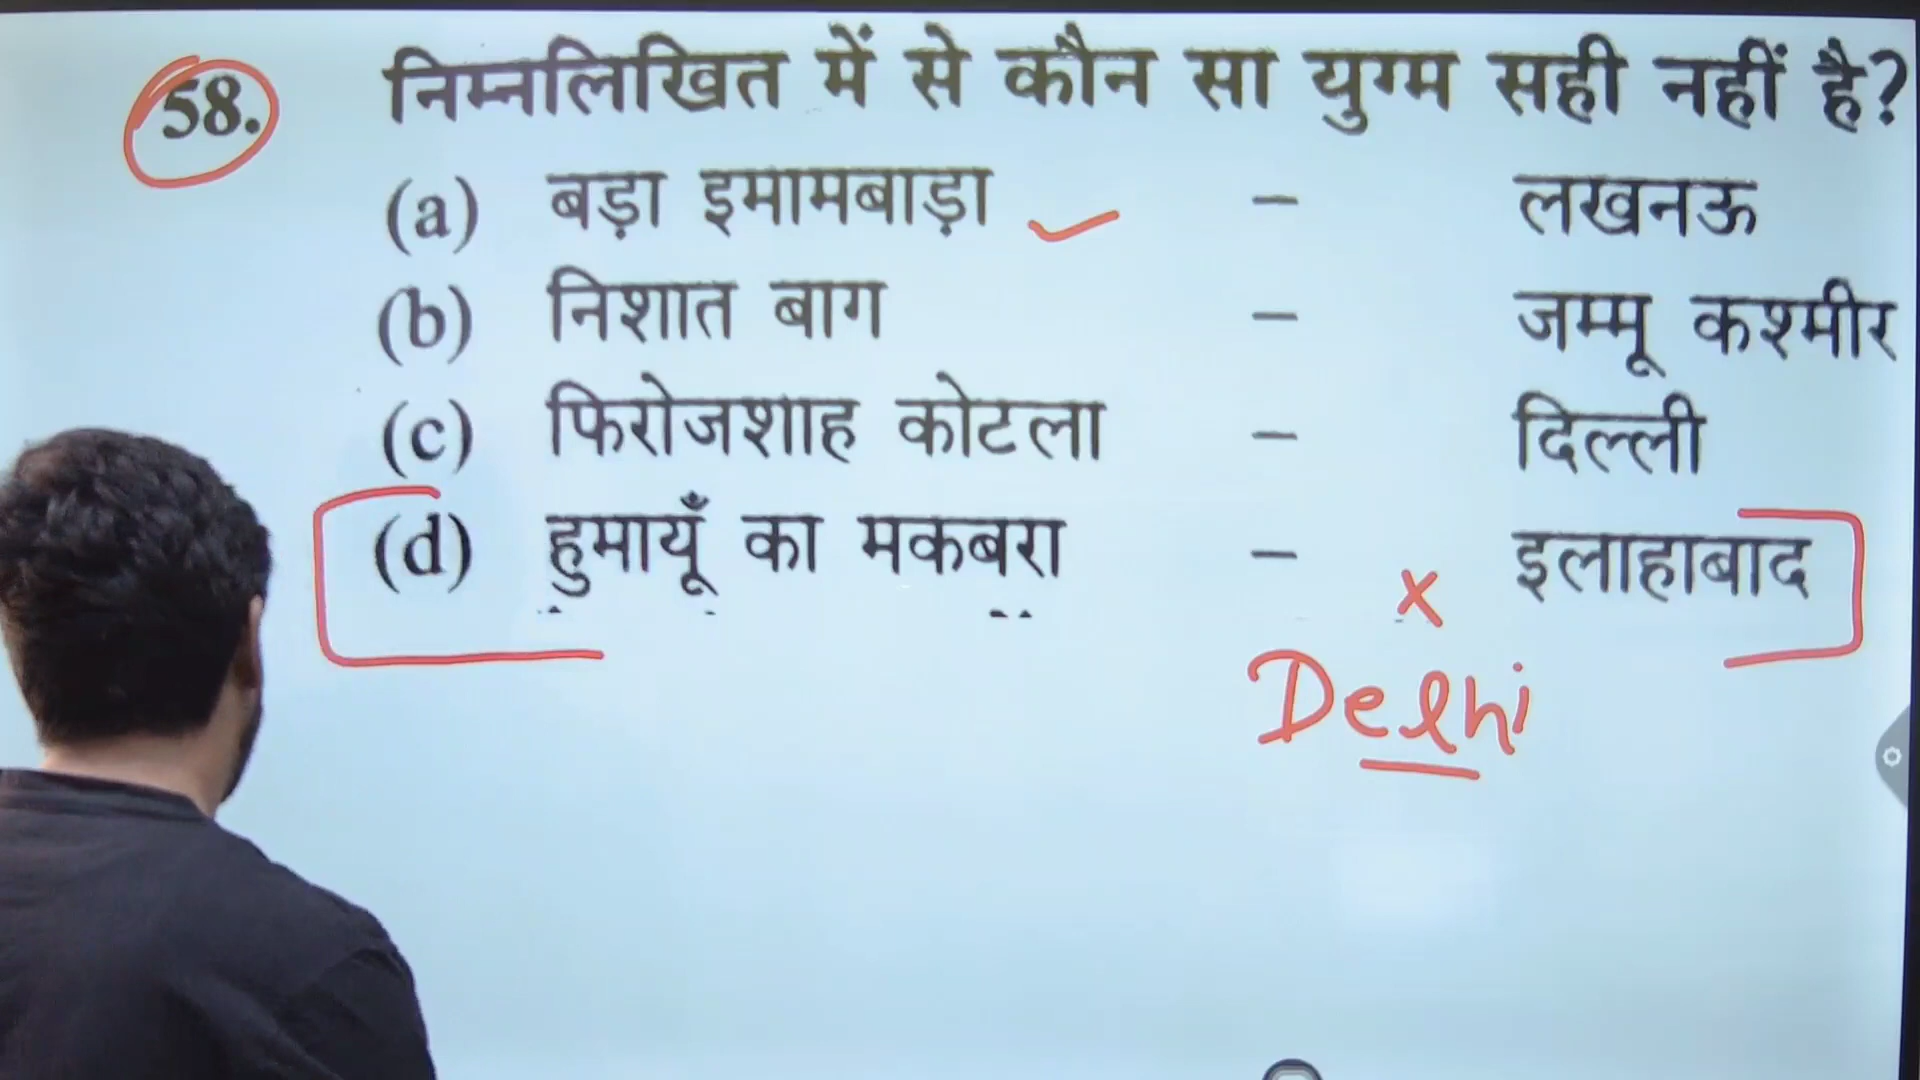 58. निम्नलिखित में से कौन सा युग्म सही नहीं है?
(a) बड़ा इमामबाड़ा – लखनऊ
(b) निशात बाग – जम्मू कश्मीर
(c) फिरोजशाह कोटला – दिल्ली
(d) हुमायूँ का मकबरा – इलाहाबाद
Delhi